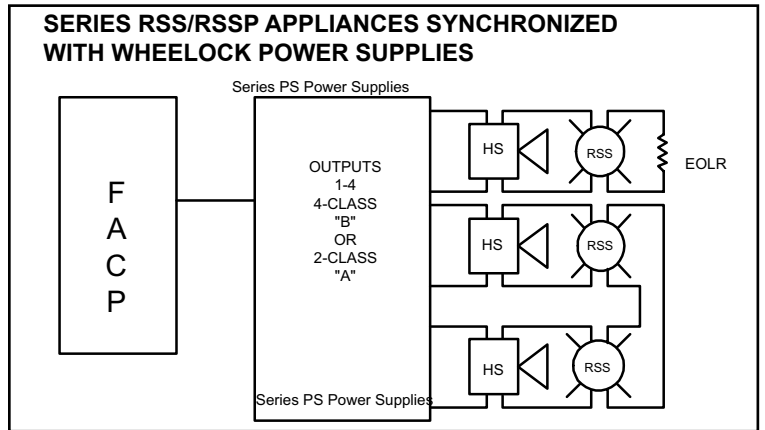 SERIES RSS/RSSP APPLIANCES SYNCHRONIZED
WITH WHEELOCK POWER SUPPLIES
Series PS Power Supplies
F
A
C
P
OUTPUTS
1-4
4-CLASS
"B"
OR
2-CLASS
"A"
Series PS Power Supplies
HS
RSS
EOLR
HS
RSS
HS
RSS